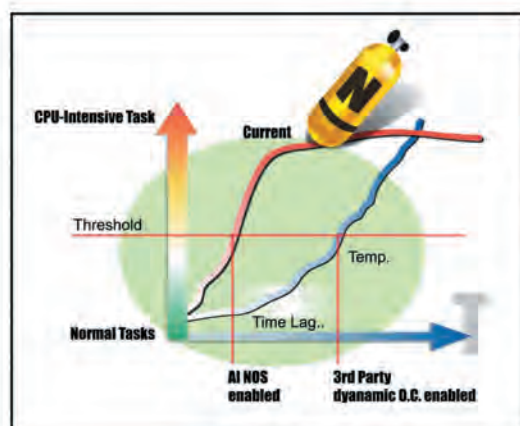 N
CPU-Intensive Task
Current
Threshold
Temp.
Time Lag..
T
Normal Tasks
AI NOS
enabled
3rd Party
dyanamic O.C. enabled